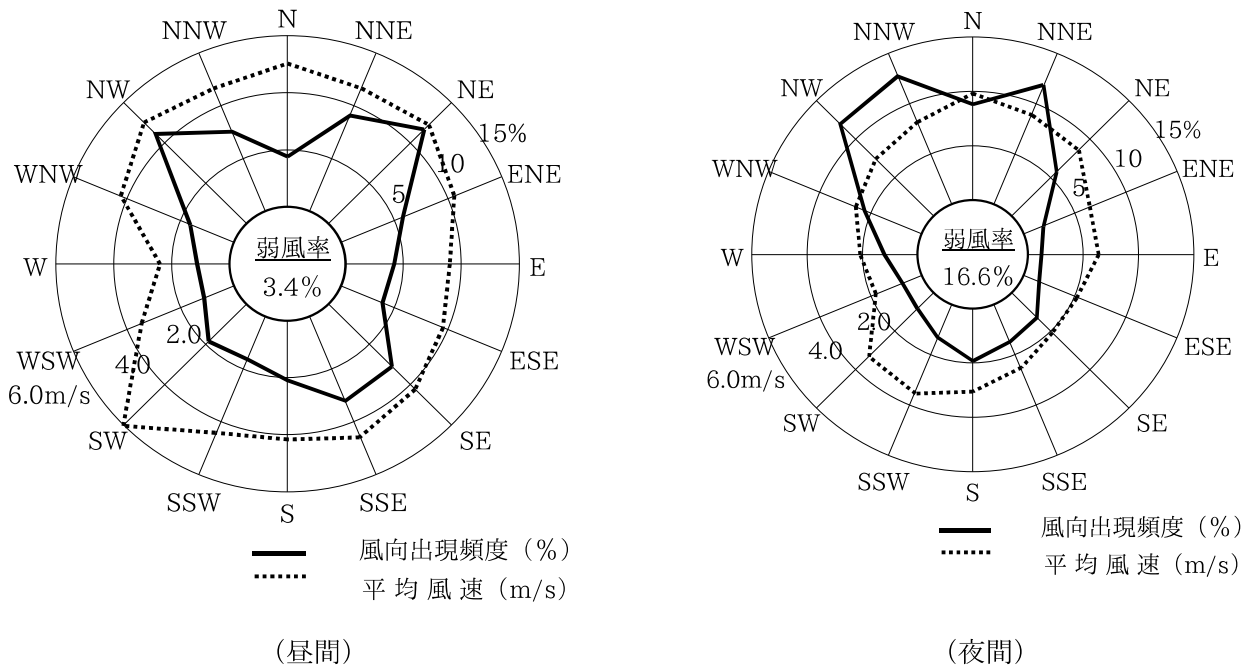 N
NNW
NNE
NW
NE
15%
10
WNW
ENE
5
弱風率
3.4%
W
E
2.0
WSW
4.0
ESE
6.0m/s
SW
SE
SSW
SSE
S
風向出現頻度（%）
平均風速（m/s）
（昼間）
N
NNW
NNE
NW
NE
15%
10
WNW
ENE
5
弱風率
16.6%
W
E
2.0
WSW
4.0
ESE
6.0m/s
SW
SE
SSW
SSE
S
風向出現頻度（%）
平均風速（m/s）
（夜間）